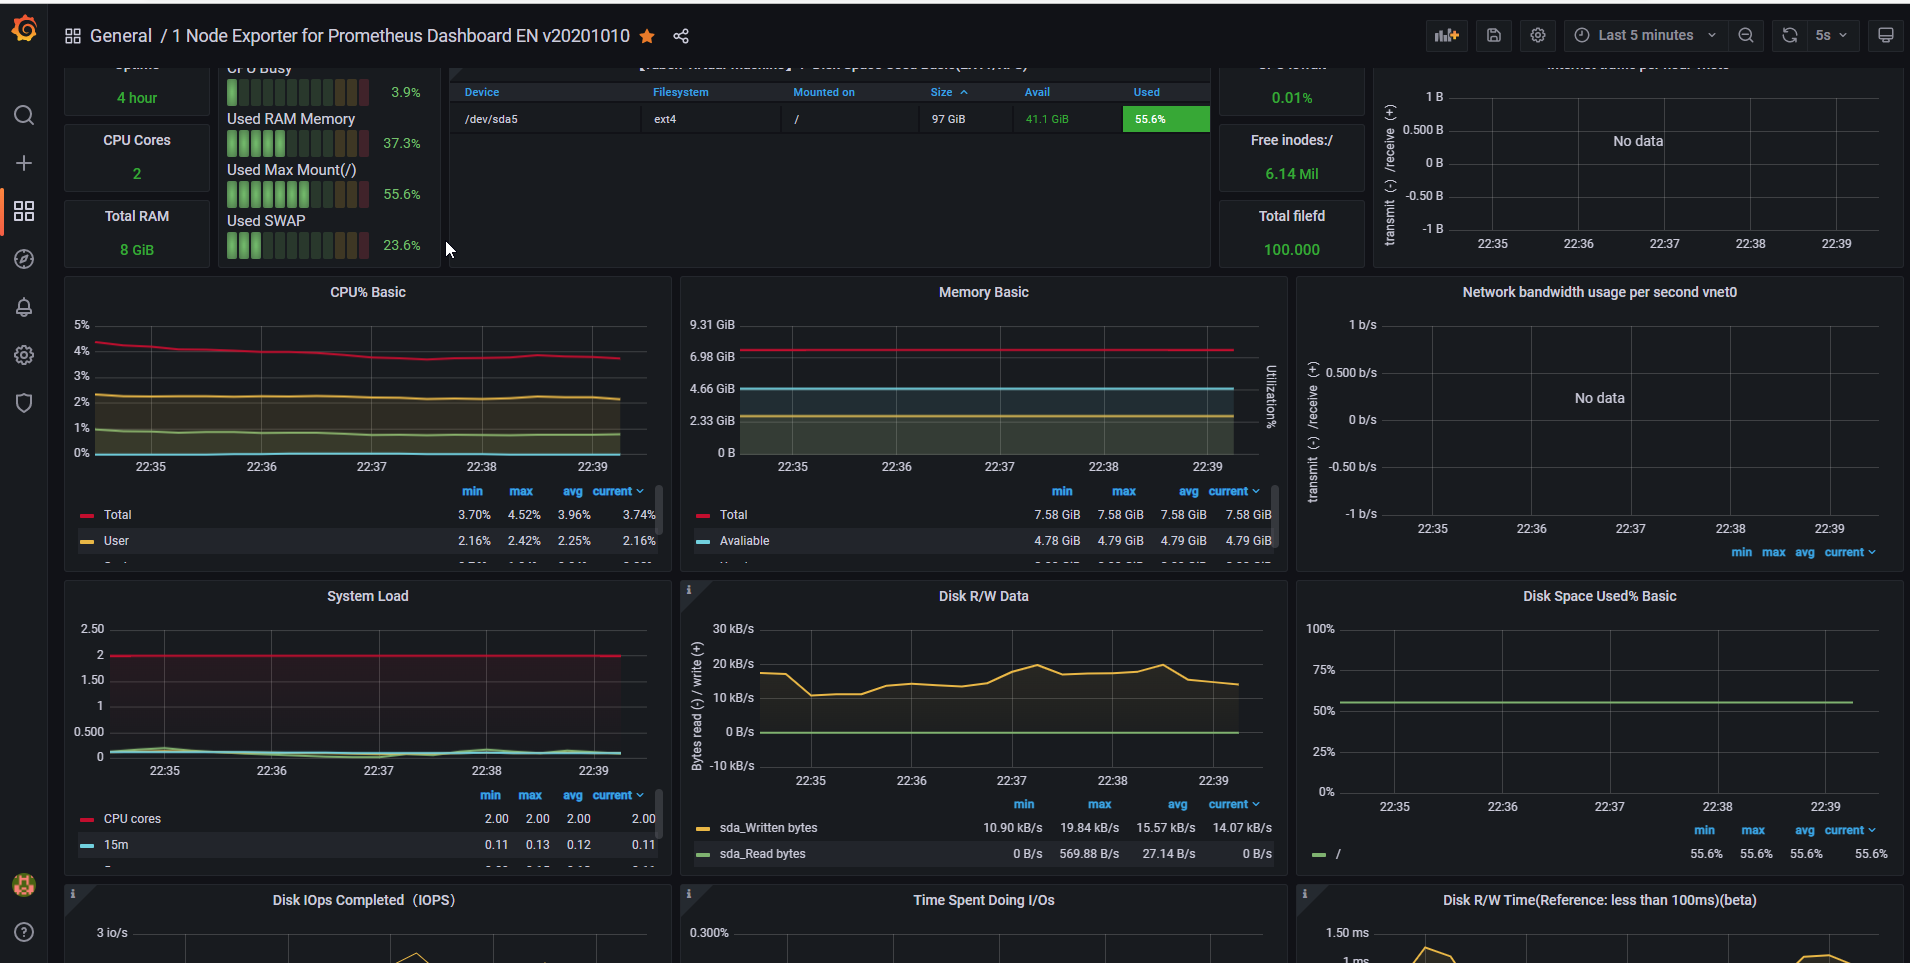 General / 1 Node Exporter for Prometheus Dashboard EN v20201010
Last 5 minutes
5s
Uptime
4 hour
CPU Cores
2
Total RAM
8 GiB
CPU Busy
3.9%
Used RAM Memory
37.3%
Used Max Mount(/)
55.6%
Used SWAP
23.6%
Device Filesystem Mounted on Size Avail Used
/dev/sda5 ext4 / 97 GiB 41.1 GiB 55.6%
0.01%
Free inodes:/
6.14 Mil
Total filefd
100.000
Internet traffic per hour
transmit (-) /receive (+)
1 B
0.500 B
0 B
-0.50 B
-1 B
No data
22:35 22:36 22:37 22:38 22:39
CPU% Basic
5%
4%
3%
2%
1%
0%
22:35 22:36 22:37 22:38 22:39
min max avg current
Total 3.70% 4.52% 3.96% 3.74%
User 2.16% 2.42% 2.25% 2.16%
Memory Basic
9.31 GiB
6.98 GiB
4.66 GiB
2.33 GiB
0 B
Utilization%
22:35 22:36 22:37 22:38 22:39
min max avg current
Total 7.58 GiB 7.58 GiB 7.58 GiB 7.58 GiB
Avaliable 4.78 GiB 4.79 GiB 4.79 GiB 4.79 GiB
Network bandwidth usage per second vnet0
transmit (-) /receive (+)
1 b/s
0.500 b/s
0 b/s
-0.50 b/s
-1 b/s
No data
22:35 22:36 22:37 22:38 22:39
min max avg current
System Load
2.50
2
1.50
1
0.500
0
22:35 22:36 22:37 22:38 22:39
min max avg current
CPU cores 2.00 2.00 2.00 2.00
15m 0.11 0.13 0.12 0.11
i
Disk R/W Data
Bytes read (-) / write (+)
30 kB/s
20 kB/s
10 kB/s
0 B/s
-10 kB/s
22:35 22:36 22:37 22:38 22:39
min max avg current
sda_Written bytes 10.90 kB/s 19.84 kB/s 15.57 kB/s 14.07 kB/s
sda_Read bytes 0 B/s 569.88 B/s 27.14 B/s 0 B/s
Disk Space Used% Basic
100%
75%
50%
25%
0%
22:35 22:36 22:37 22:38 22:39
min max avg current
/ 55.6% 55.6% 55.6% 55.6%
i
Disk IOps Completed（IOPS）
3 io/s
i
Time Spent Doing I/Os
0.300%
i
Disk R/W Time(Reference: less than 100ms)(beta)
1.50 ms
1 ms